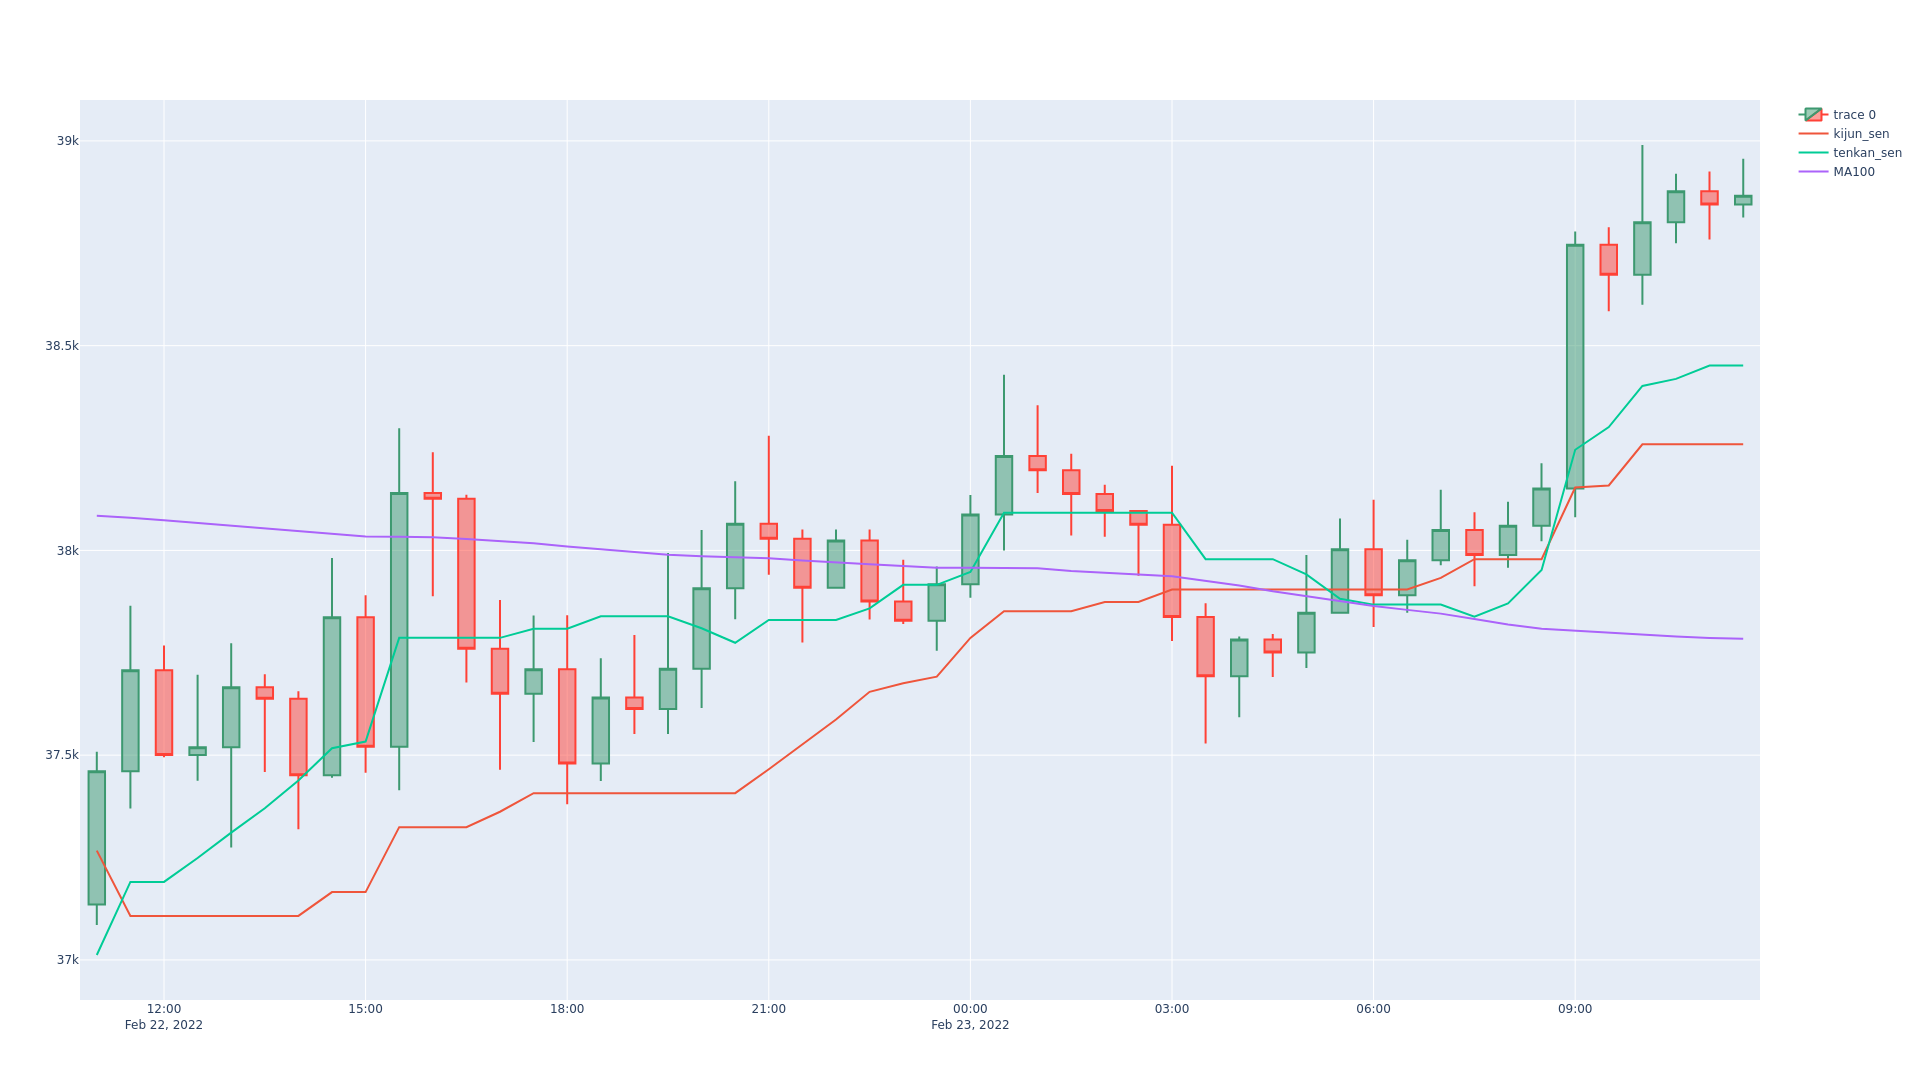 39k
38.5k
38k
37.5k
37k
12:00
Feb 22, 2022
15:00
18:00
21:00
00:00
Feb 23, 2022
03:00
06:00
09:00
trace 0
kijun_sen
tenkan_sen
MA100